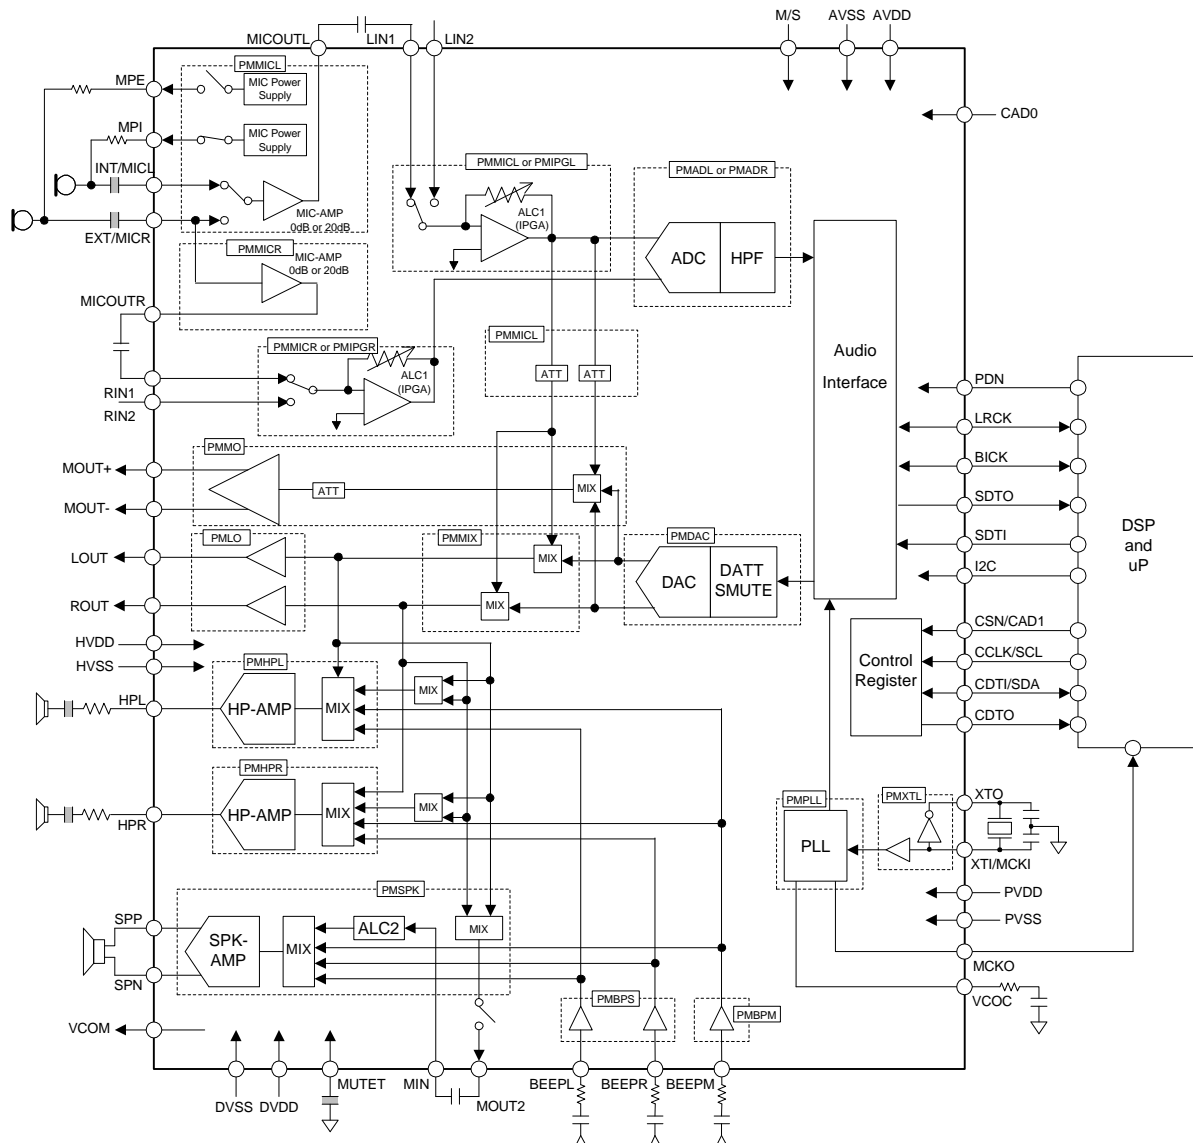 M/S AVSS AVDD
MICOUTL LIN1 LIN2
PMMICL
MPE
MIC Power
Supply
CAD0
MPI
MIC Power
Supply
INT/MICL
PMMICL or PMIPGL
PMADL or PMADR
MIC-AMP
0dB or 20dB
ALC1
(IPGA)
EXT/MICR
PMMICR
MIC-AMP
0dB or 20dB
ADC HPF
MICOUTR
PMMICL
PMMICR or PMIPGR
Audio
Interface
ATT ATT
ALC1
(IPGA)
RIN1
RIN2
PDN
LRCK
PMMO
MOUT+
BICK
ATT
MIX
MOUT-
SDTO
DSP
and
uP
PMLO
PMMIX
PMDAC
SDTI
LOUT
MIX
DAC
DATT
SMUTE
I2C
ROUT
MIX
HVDD
HVSS
CSN/CAD1
Control
Register
CCLK/SCL
PMHPL
CDTI/SDA
HPL
HP-AMP
MIX
MIX
CDTO
PMHPR
PMPLL
PMXTL
XTO
HPR
HP-AMP
MIX
MIX
PLL
XTI/MCKI
PMSPK
PVDD
SPP
PVSS
SPK-
AMP
MIX
ALC2
MIX
MCKO
SPN
VCOC
PMBPS
PMBPM
VCOM
DVSS DVDD
MUTET
MIN
MOUT2
BEEPL BEEPR BEEPM